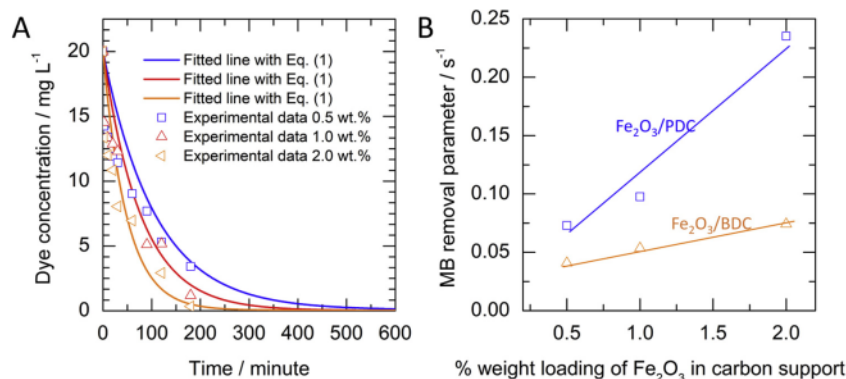 A
Dye concentration / mg L⁻¹
20
15
10
5
0
Fitted line with Eq. (1)
Fitted line with Eq. (1)
Fitted line with Eq. (1)
Experimental data 0.5 wt.%
Experimental data 1.0 wt.%
Experimental data 2.0 wt.%
0 100 200 300 400 500 600
Time / minute
B
MB removal parameter / s⁻¹
0.25
0.20
0.15
0.10
0.05
0.00
Fe₂O₃/PDC
Fe₂O₃/BDC
0.5 1.0 1.5 2.0
% weight loading of Fe₂O₃ in carbon support